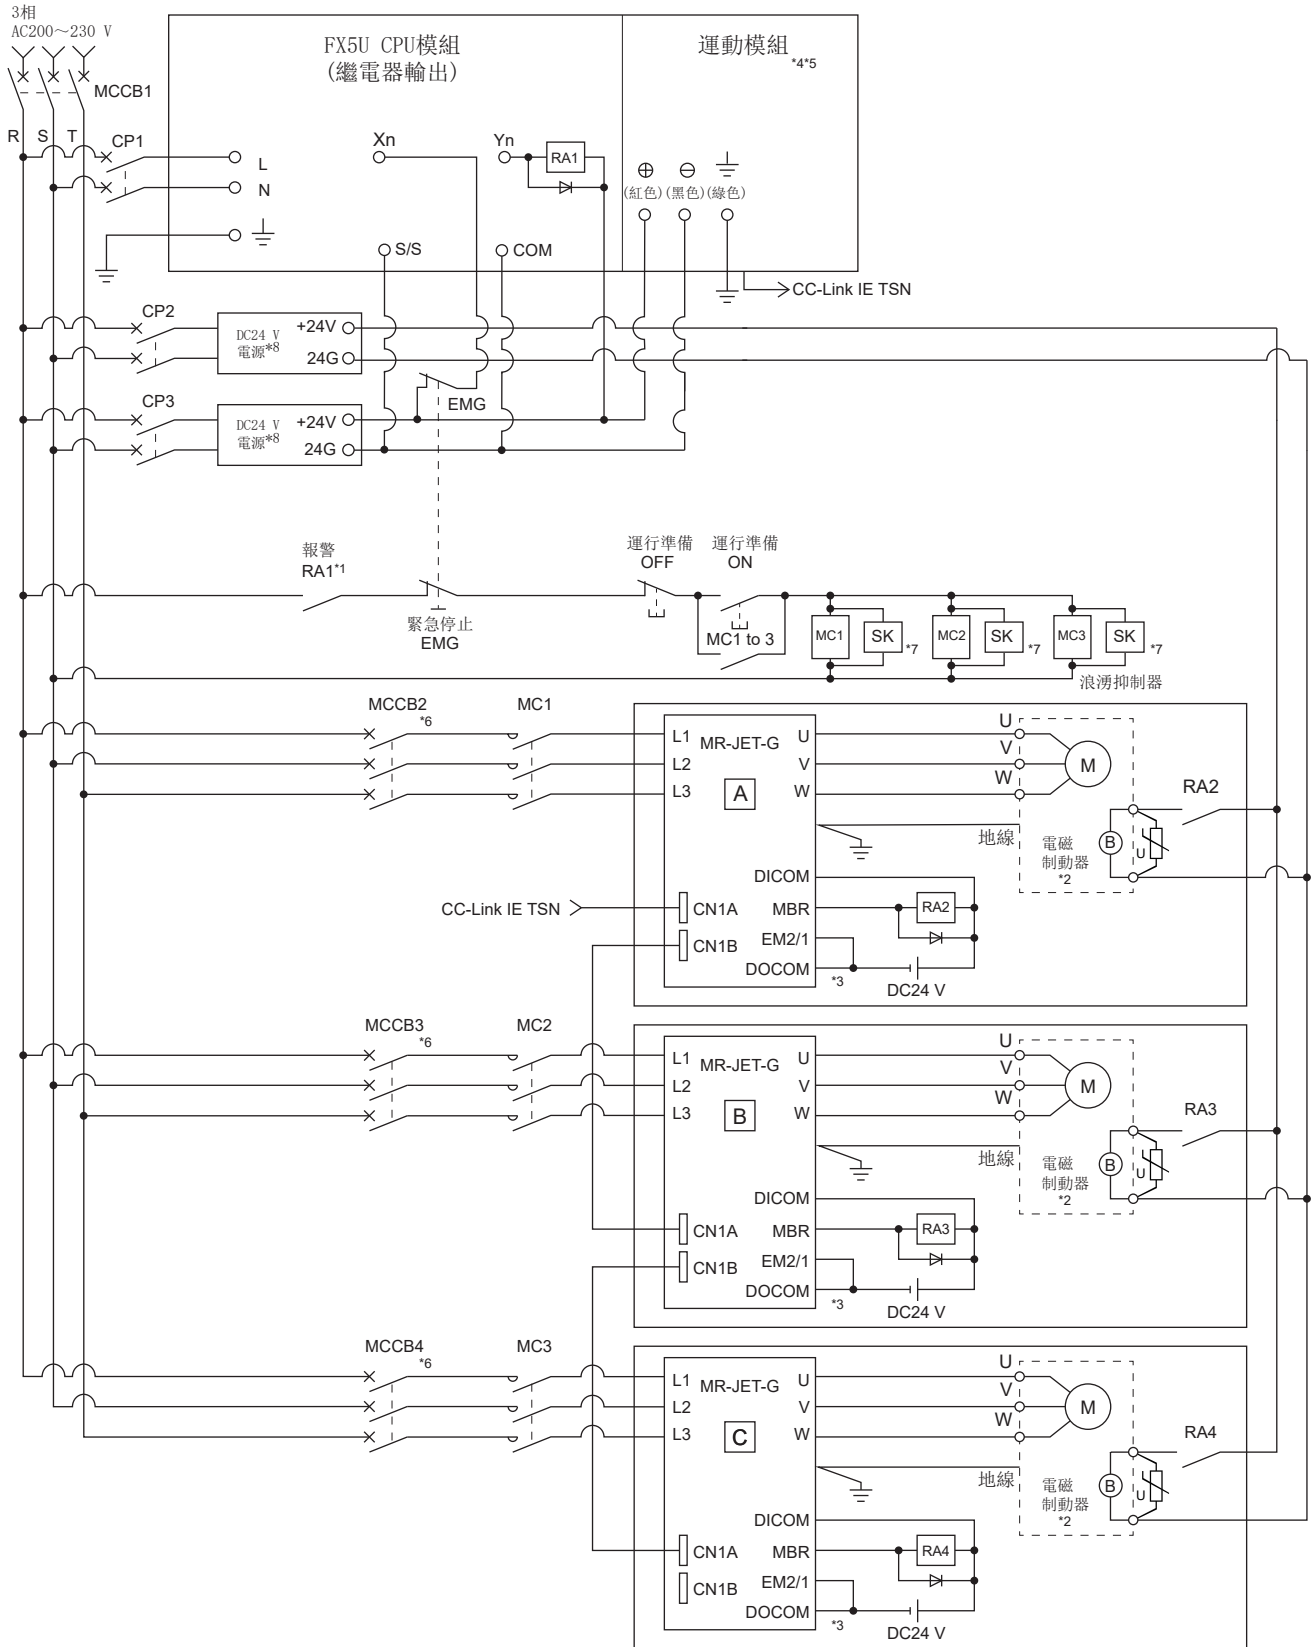 3相
AC200～230 V
MCCB1
R S T
FX5U CPU模組
(繼電器輸出)
運動模組
*4*5
CP1
L
N
Xn
Yn
RA1
(紅色)(黑色)(綠色)
S/S
COM
CC-Link IE TSN
CP2
DC24 V
電源*8
+24V
24G
CP3
DC24 V
電源*8
+24V
24G
EMG
報警
RA1*1
緊急停止
EMG
運行準備
OFF
運行準備
ON
MC1 to 3
MC1
SK
*7
MC2
SK
*7
MC3
SK
*7
浪湧抑制器
MCCB2
*6
MC1
L1
L2
L3
MR-JET-G
A
U
V
W
U
V
W
M
地線
電磁
制動器
*2
B
U
RA2
CC-Link IE TSN
CN1A
CN1B
DICOM
MBR
EM2/1
DOCOM
*3
RA2
DC24 V
MCCB3
*6
MC2
L1
L2
L3
MR-JET-G
B
U
V
W
U
V
W
M
地線
電磁
制動器
*2
B
U
RA3
CN1A
CN1B
DICOM
MBR
EM2/1
DOCOM
*3
RA3
DC24 V
MCCB4
*6
MC3
L1
L2
L3
MR-JET-G
C
U
V
W
U
V
W
M
地線
電磁
制動器
*2
B
U
RA4
CN1A
CN1B
DICOM
MBR
EM2/1
DOCOM
*3
RA4
DC24 V